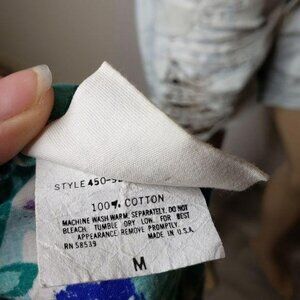 STYLE 450-
100% COTTON
MACHINE WASH WARM, SEPARATELY. DO NOT
BLEACH. TUMBLE DRY LOW. FOR BEST
APPEARANCE REMOVE PROMPTLY.
RN 58539 MADE IN U.S.A.
M